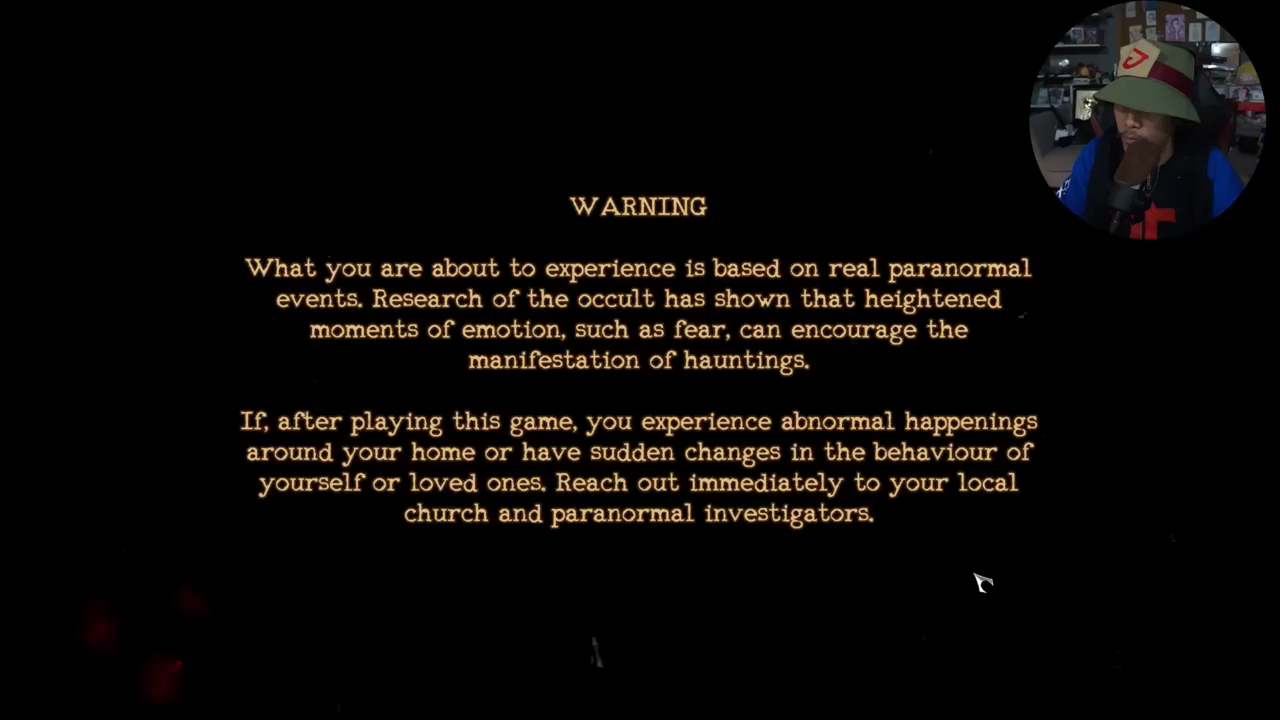 WARNING
What you are about to experience is based on real paranormal
events. Research of the occult has shown that heightened
moments of emotion, such as fear, can encourage the
manifestation of hauntings.
If, after playing this game, you experience abnormal happenings
around your home or have sudden changes in the behaviour of
yourself or loved ones. Reach out immediately to your local
church and paranormal investigators.